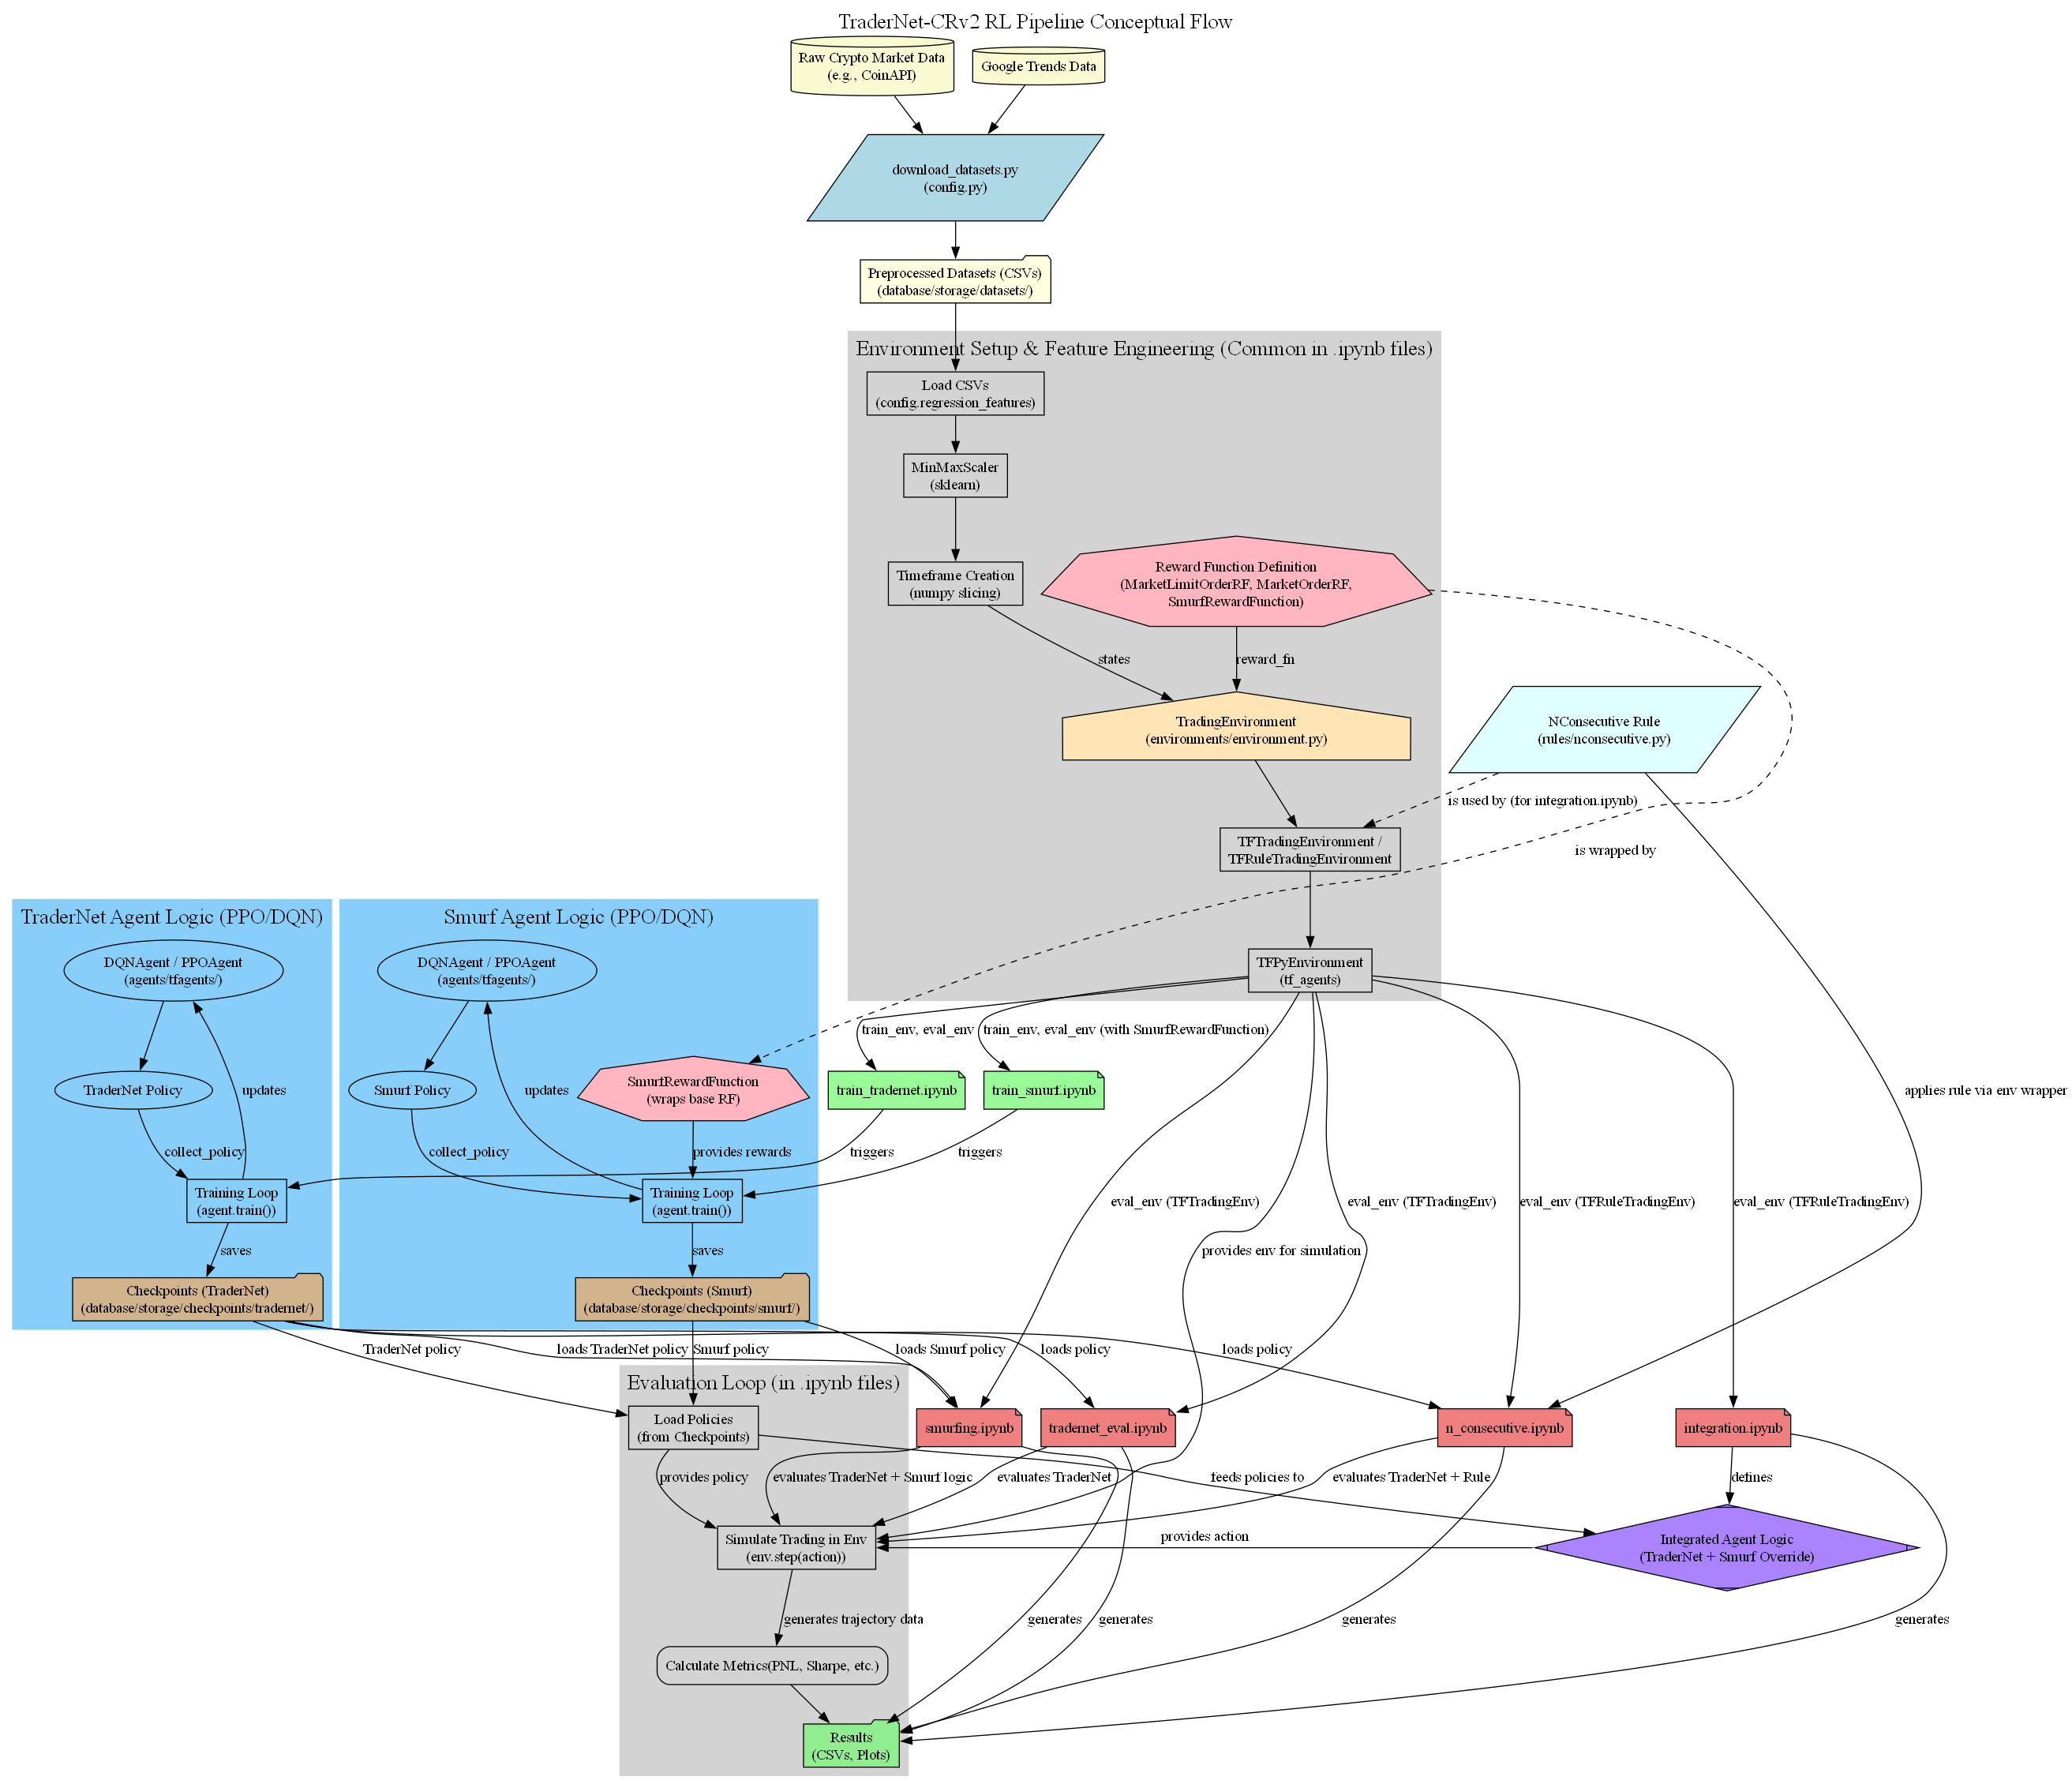 TraderNet-CRv2 RL Pipeline Conceptual Flow
Raw Crypto Market Data
(e.g., CoinAPI)
Google Trends Data
download_datasets.py
(config.py)
Preprocessed Datasets (CSVs)
(database/storage/datasets/)
Environment Setup & Feature Engineering (Common in .ipynb files)
Load CSVs
(config.regression_features)
MinMaxScaler
(sklearn)
Timeframe Creation
(numpy slicing)
Reward Function Definition
(MarketLimitOrderRF, MarketOrderRF,
SmurfRewardFunction)
states
reward_fn
TradingEnvironment
(environments/environment.py)
NConsecutive Rule
(rules/nconsecutive.py)
is used by (for integration.ipynb)
TFTradingEnvironment /
TFRuleTradingEnvironment
is wrapped by
TFPyEnvironment
(tf_agents)
TraderNet Agent Logic (PPO/DQN)
DQNAgent / PPOAgent
(agents/tfagents/)
TraderNet Policy
updates
collect_policy
Training Loop
(agent.train())
saves
Checkpoints (TraderNet)
(database/storage/checkpoints/tradernet/)
Smurf Agent Logic (PPO/DQN)
DQNAgent / PPOAgent
(agents/tfagents/)
Smurf Policy
updates
SmurfRewardFunction
(wraps base RF)
collect_policy
provides rewards
Training Loop
(agent.train())
saves
Checkpoints (Smurf)
(database/storage/checkpoints/smurf/)
train_env, eval_env
train_env, eval_env (with SmurfRewardFunction)
train_tradernet.ipynb
train_smurf.ipynb
triggers
triggers
applies rule via env wrapper
eval_env (TFTradingEnv)
eval_env (TFTradingEnv)
eval_env (TFRuleTradingEnv)
eval_env (TFRuleTradingEnv)
provides env for simulation
TraderNet policy
loads TraderNet policy
Smurf policy
loads Smurf policy
loads policy
loads policy
Evaluation Loop (in .ipynb files)
Load Policies
(from Checkpoints)
smurfing.ipynb
tradernet_eval.ipynb
n_consecutive.ipynb
integration.ipynb
provides policy
evaluates TraderNet + Smurf logic
evaluates TraderNet
feeds policies to
evaluates TraderNet + Rule
defines
Simulate Trading in Env
(env.step(action))
provides action
Integrated Agent Logic
(TraderNet + Smurf Override)
generates trajectory data
generates
generates
generates
generates
Calculate Metrics(PNL, Sharpe, etc.)
Results
(CSVs, Plots)